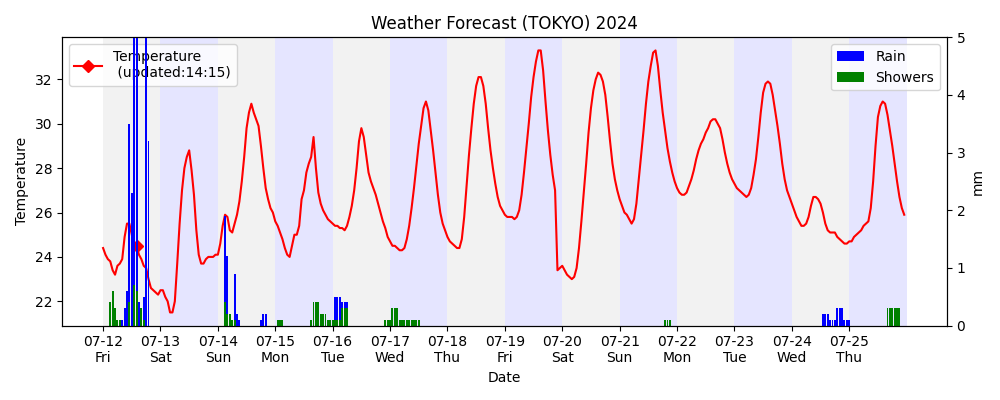 Weather Forecast (TOKYO) 2024
Temperature
(updated:14:15)
Rain
Showers
Temperature
32
30
28
26
24
22
5
4
3
2
1
0
mm
07-12 07-13 07-14 07-15 07-16 07-17 07-18 07-19 07-20 07-21 07-22 07-23 07-24 07-25
Fri Sat Sun Mon Tue Wed Thu Fri Sat Sun Mon Tue Wed Thu
Date